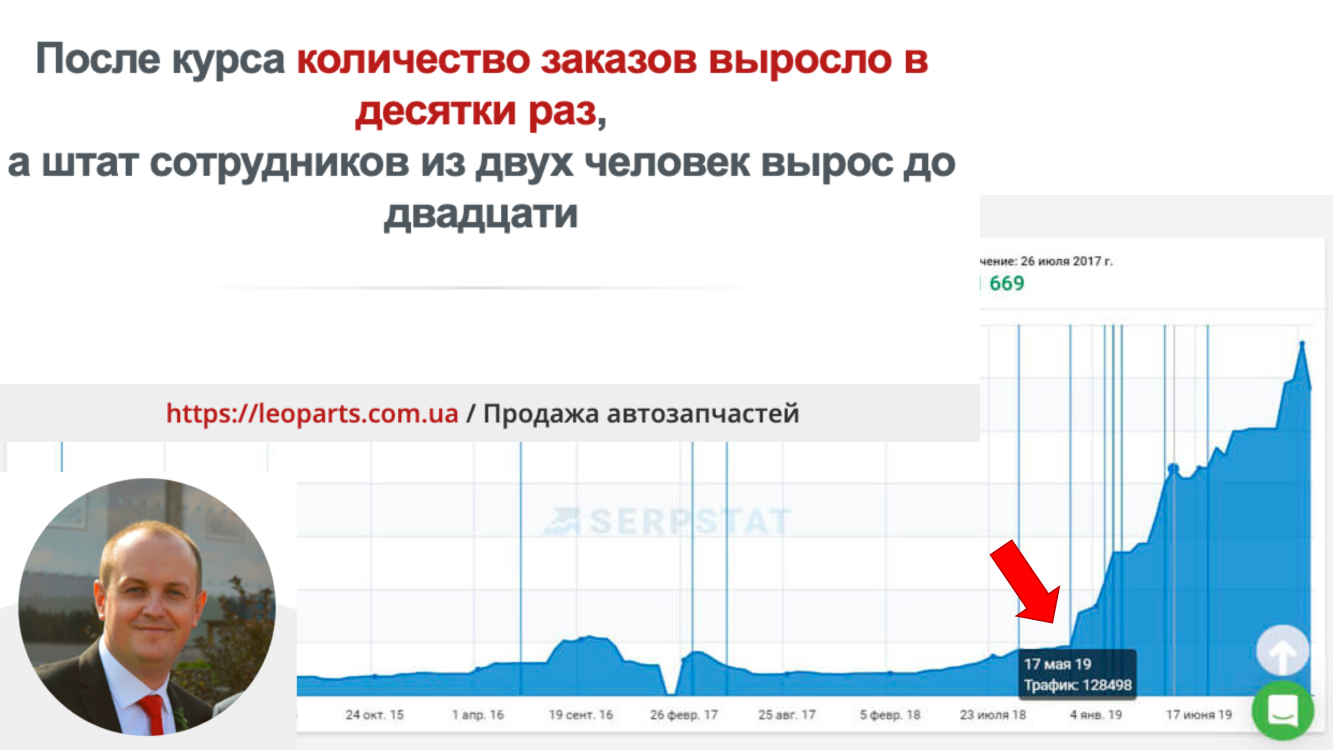 После курса количество заказов выросло в
десятки раз,
а штат сотрудников из двух человек вырос до
двадцати
чение: 26 июля 2017 г.
669
https://leoparts.com.ua / Продажа автозапчастей
SERPSTAT
17 мая 19
Трафик: 128498
24 окт. 15 1 апр. 16 19 сент. 16 26 февр. 17 25 авг. 17 5 февр. 18 23 июля 18 4 янв. 19 17 июня 19